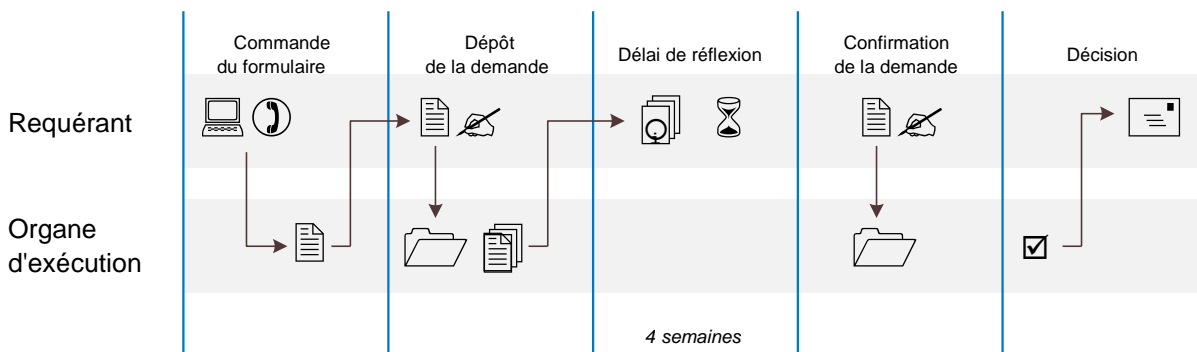 Commande
du formulaire
Dépôt
de la demande
Délai de réflexion
Confirmation
de la demande
Décision
Requérant
Organe
d'exécution
4 semaines